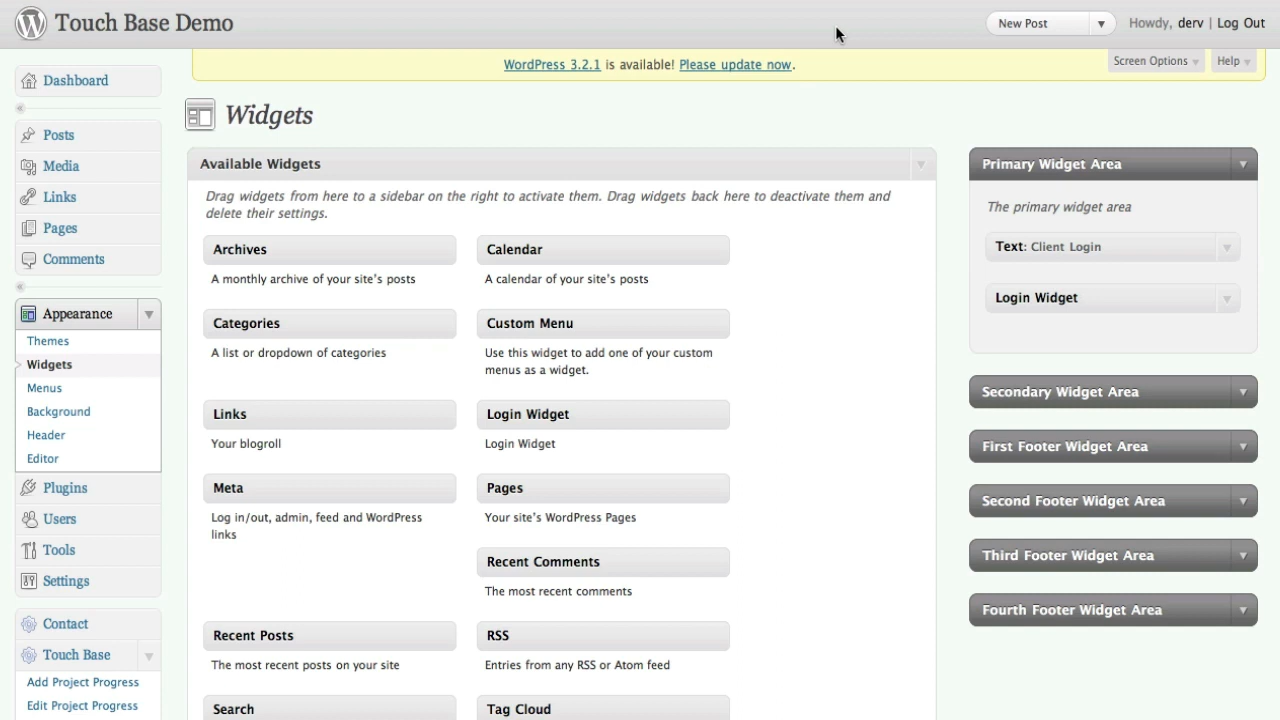 Touch Base Demo
New Post
Howdy, derv | Log Out
WordPress 3.2.1 is available! Please update now.
Screen Options
Help
Dashboard
Posts
Media
Links
Pages
Comments
Appearance
Themes
Widgets
Menus
Background
Header
Editor
Plugins
Users
Tools
Settings
Contact
Touch Base
Add Project Progress
Edit Project Progress
Widgets
Available Widgets
Drag widgets from here to a sidebar on the right to activate them. Drag widgets back here to deactivate them and
delete their settings.
Archives
A monthly archive of your site's posts
Calendar
A calendar of your site's posts
Categories
A list or dropdown of categories
Custom Menu
Use this widget to add one of your custom
menus as a widget.
Links
Your blogroll
Login Widget
Login Widget
Meta
Log in/out, admin, feed and WordPress
links
Pages
Your site's WordPress Pages
Recent Comments
The most recent comments
Recent Posts
The most recent posts on your site
RSS
Entries from any RSS or Atom feed
Search
Tag Cloud
Primary Widget Area
The primary widget area
Text: Client Login
Login Widget
Secondary Widget Area
First Footer Widget Area
Second Footer Widget Area
Third Footer Widget Area
Fourth Footer Widget Area